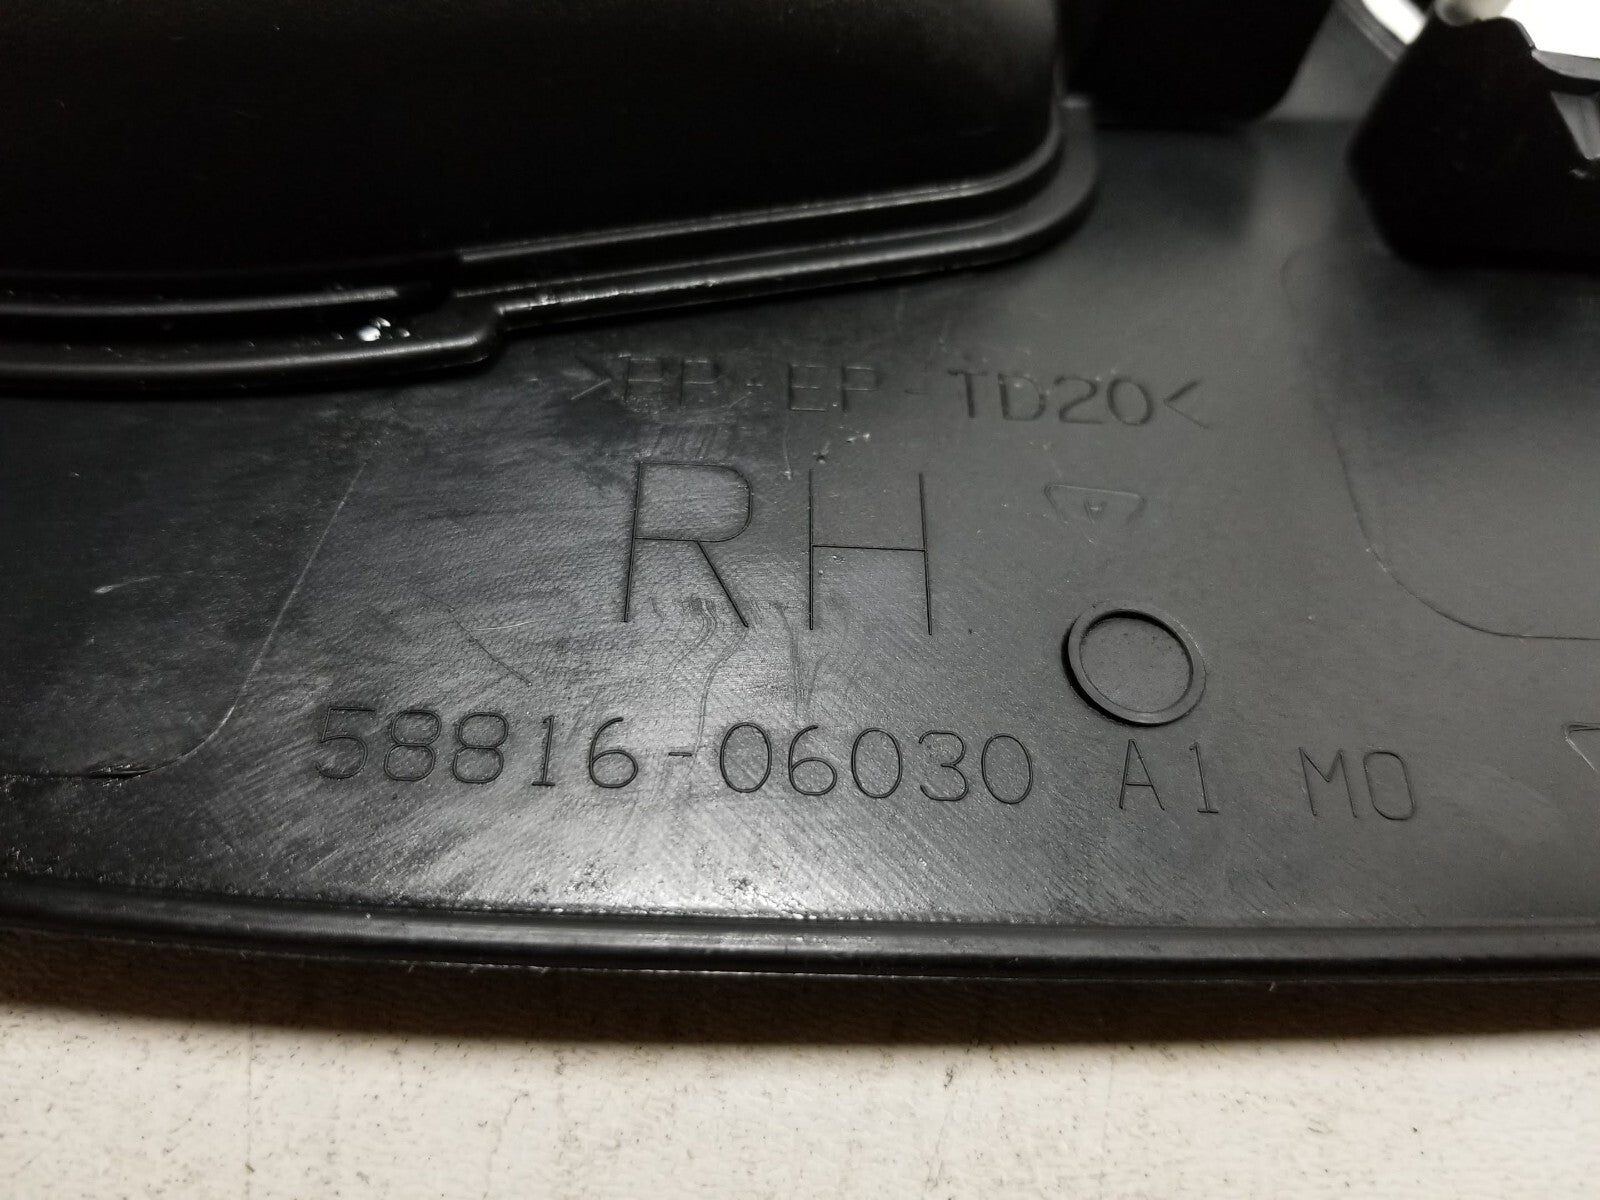 >PP+EP-TD20<
RH
58816-06030 A1 M0